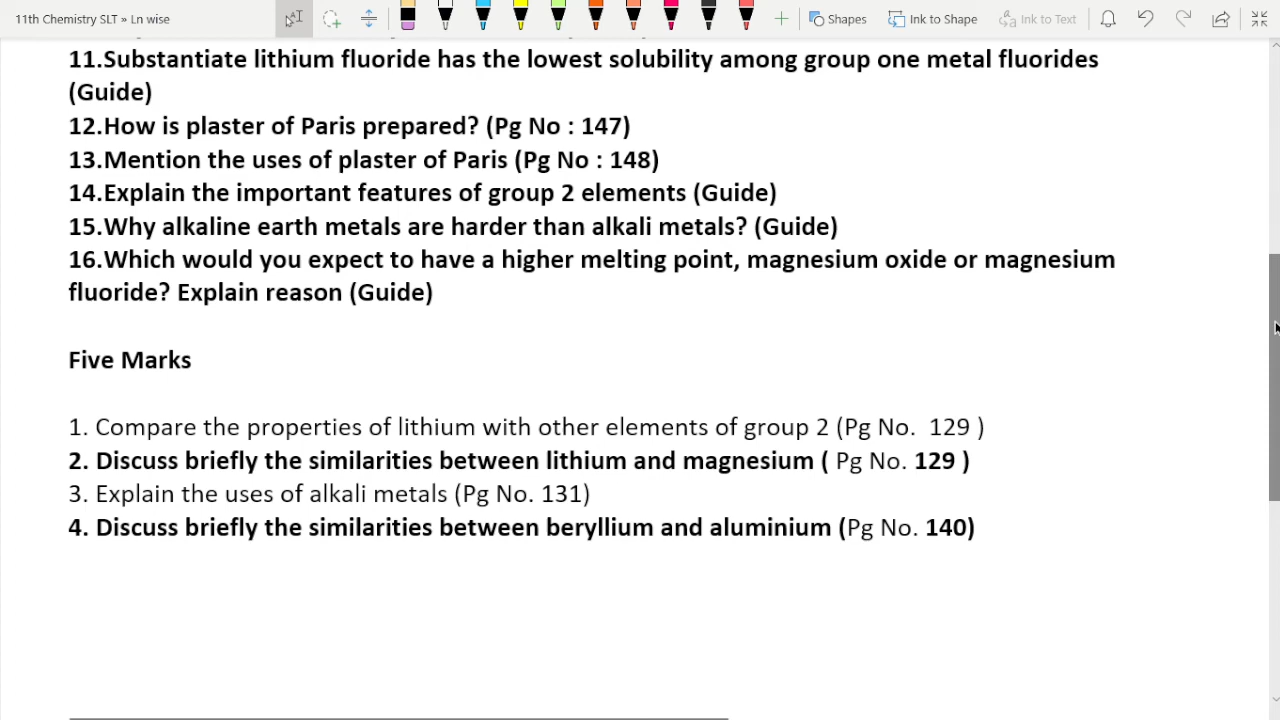 11th Chemistry SLT » Ln wise
Shapes
Ink to Shape
Ink to Text
11.Substantiate lithium fluoride has the lowest solubility among group one metal fluorides
(Guide)
12.How is plaster of Paris prepared? (Pg No : 147)
13.Mention the uses of plaster of Paris (Pg No : 148)
14.Explain the important features of group 2 elements (Guide)
15.Why alkaline earth metals are harder than alkali metals? (Guide)
16.Which would you expect to have a higher melting point, magnesium oxide or magnesium
fluoride? Explain reason (Guide)
Five Marks
1. Compare the properties of lithium with other elements of group 2 (Pg No. 129 )
2. Discuss briefly the similarities between lithium and magnesium ( Pg No. 129 )
3. Explain the uses of alkali metals (Pg No. 131)
4. Discuss briefly the similarities between beryllium and aluminium (Pg No. 140)